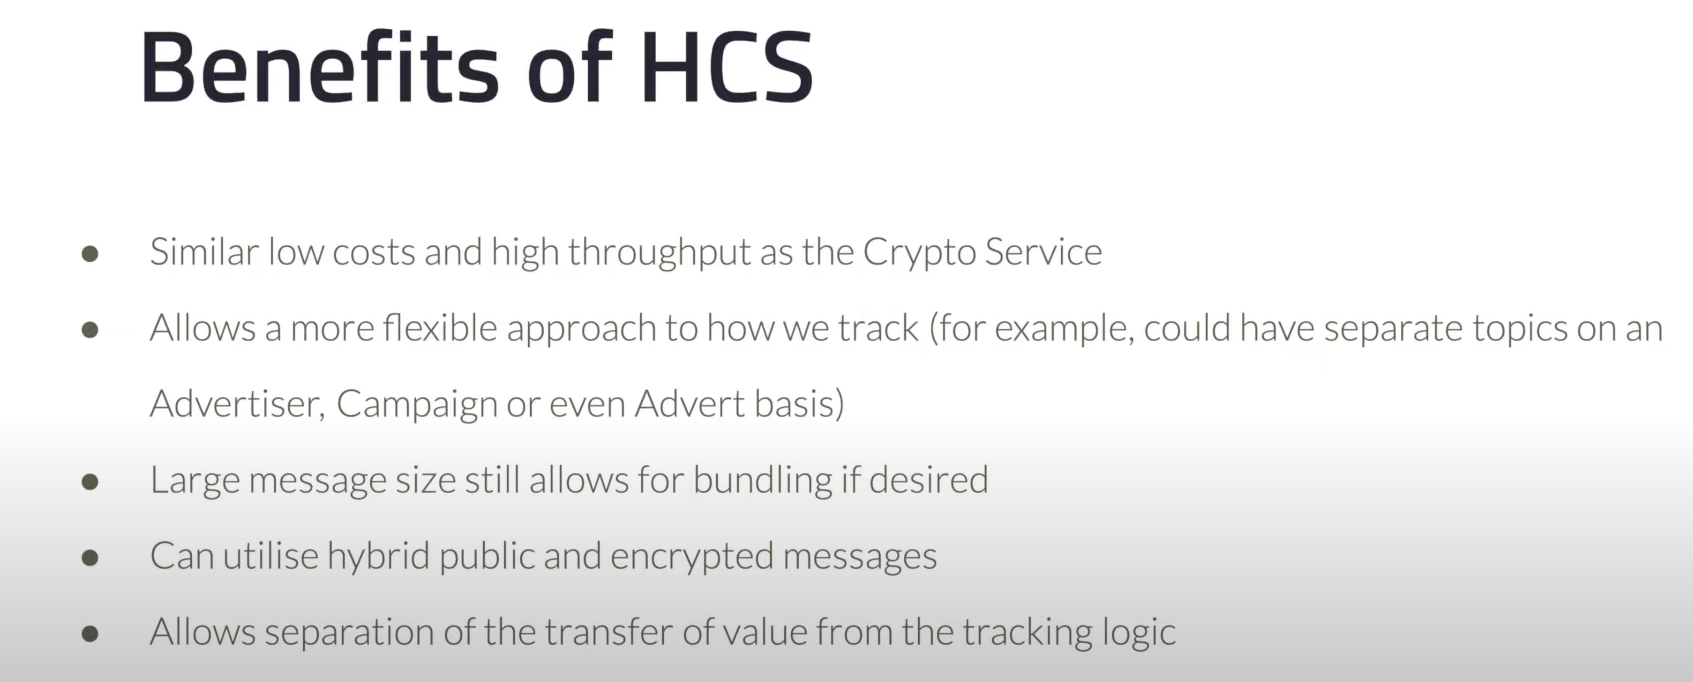 Benefits of HCS
● Similar low costs and high throughput as the Crypto Service
● Allows a more flexible approach to how we track (for example, could have separate topics on an
Advertiser, Campaign or even Advert basis)
● Large message size still allows for bundling if desired
● Can utilise hybrid public and encrypted messages
● Allows separation of the transfer of value from the tracking logic